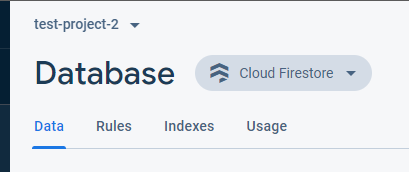 test-project-2
Database Cloud Firestore
Data Rules Indexes Usage